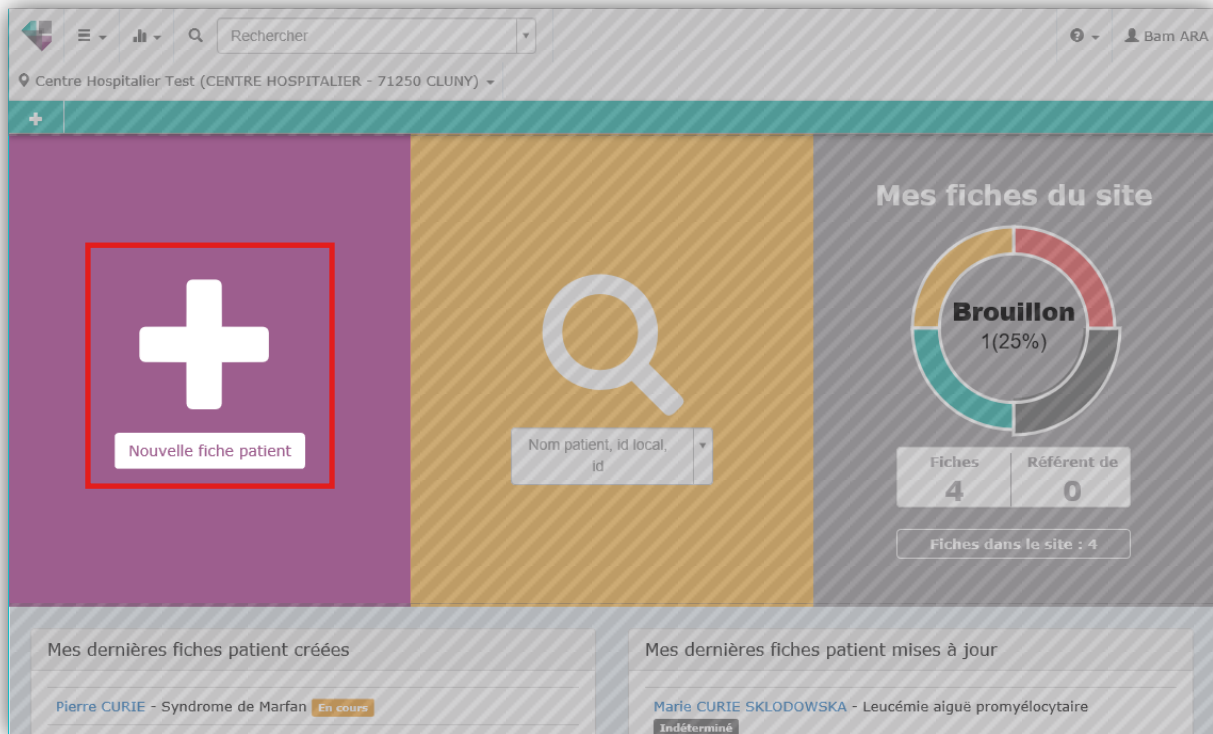 Rechercher
Bam ARA
Centre Hospitalier Test (CENTRE HOSPITALIER - 71250 CLUNY)
Nouvelle fiche patient
Nom patient, id local,
id
Mes fiches du site
Brouillon
1(25%)
Fiches
4
Référent de
0
Fiches dans le site : 4
Mes dernières fiches patient créées
Pierre CURIE - Syndrome de Marfan En cours
Mes dernières fiches patient mises à jour
Marie CURIE SKLODOWSKA - Leucémie aiguë promyélocytaire
Indéterminé